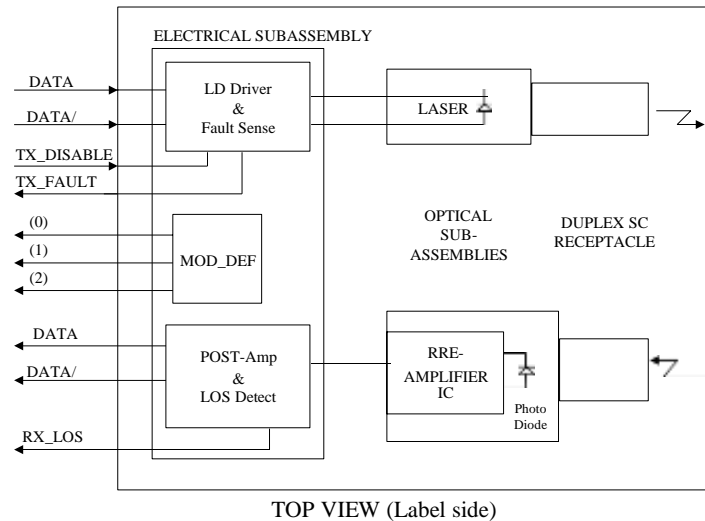 ELECTRICAL SUBASSEMBLY
DATA
DATA/
TX_DISABLE
TX_FAULT
LD Driver
&
Fault Sense
LASER
(0)
(1)
(2)
MOD_DEF
OPTICAL
SUB-
ASSEMBLIES
DUPLEX SC
RECEPTACLE
DATA
DATA/
RX_LOS
POST-Amp
&
LOS Detect
RRE-
AMPLIFIER
IC
Photo
Diode
TOP VIEW (Label side)